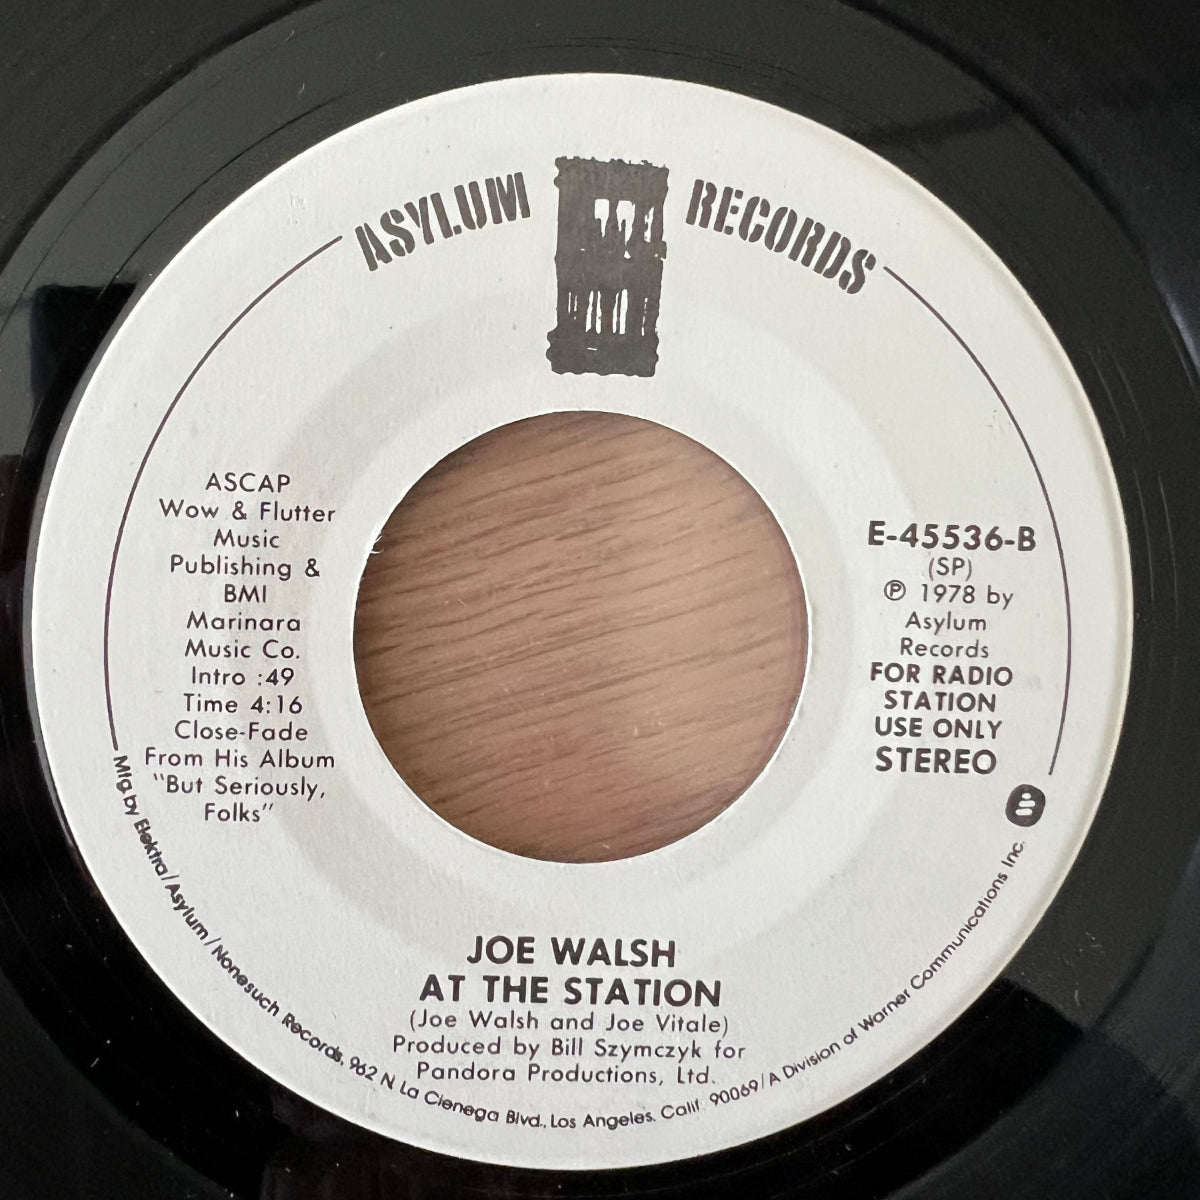 ASYLUM RECORDS
ASCAP
Wow & Flutter
Music
Publishing &
BMI
Marinara
Music Co.
Intro :49
Time 4:16
Close-Fade
From His Album
"But Seriously,
Folks"
E-45536-B
(SP)
℗ 1978 by
Asylum
Records
FOR RADIO
STATION
USE ONLY
STEREO
JOE WALSH
AT THE STATION
(Joe Walsh and Joe Vitale)
Produced by Bill Szymczyk for
Pandora Productions, Ltd.
Mfg. by Elektra/Asylum/Nonesuch Records, 962 N. La Cienega Blvd., Los Angeles, Calif. 90069/A Division of Warner Communications Inc.